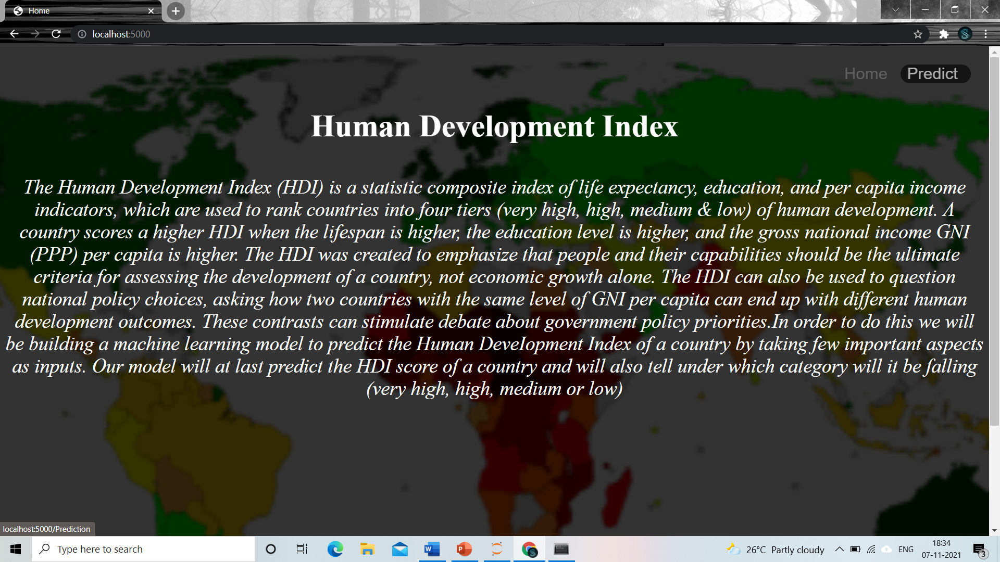 Home
localhost:5000
Home Predict
Human Development Index
The Human Development Index (HDI) is a statistic composite index of life expectancy, education, and per capita income
indicators, which are used to rank countries into four tiers (very high, high, medium & low) of human development. A
country scores a higher HDI when the lifespan is higher, the education level is higher, and the gross national income GNI
(PPP) per capita is higher. The HDI was created to emphasize that people and their capabilities should be the ultimate
criteria for assessing the development of a country, not economic growth alone. The HDI can also be used to question
national policy choices, asking how two countries with the same level of GNI per capita can end up with different human
development outcomes. These contrasts can stimulate debate about government policy priorities.In order to do this we will
be building a machine learning model to predict the Human DeveIopment Index of a country by taking few important aspects
as inputs. Our model will at last predict the HDI score of a country and will also tell under which category will it be falling
(very high, high, medium or low)
localhost:5000/Prediction
Type here to search
26°C Partly cloudy
ENG
18:34
07-11-2021
3